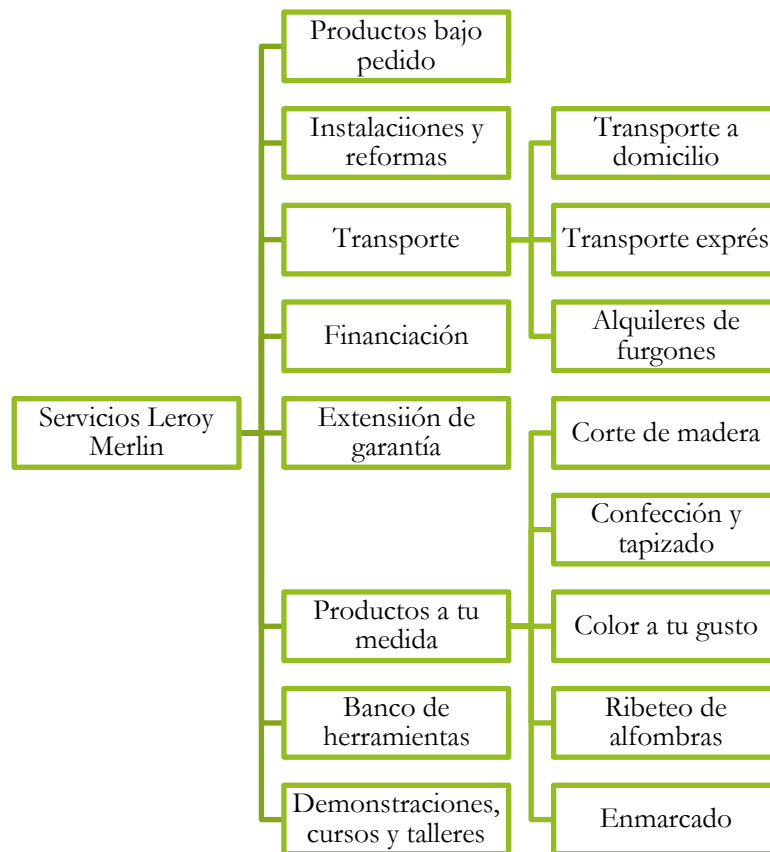 Servicios Leroy
Merlin
Productos bajo
pedido
Instalaciiones y
reformas
Transporte
Transporte a
domicilio
Transporte exprés
Alquileres de
furgones
Financiación
Extensiión de
garantía
Productos a tu
medida
Corte de madera
Confección y
tapizado
Color a tu gusto
Ribeteo de
alfombras
Enmarcado
Banco de
herramientas
Demonstraciones,
cursos y talleres